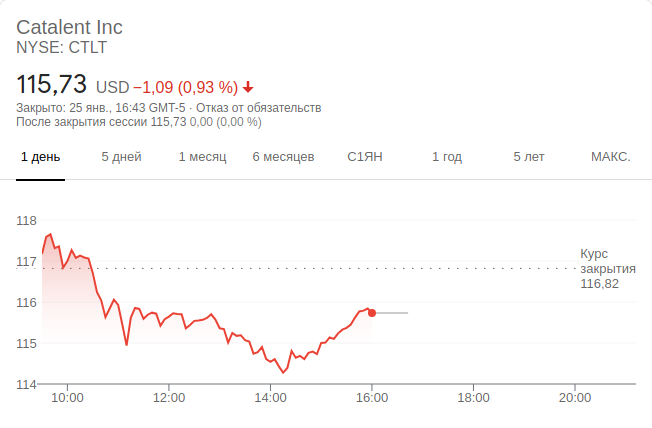 Catalent Inc
NYSE: CTLT
115,73 USD −1,09 (0,93 %)
Закрыто: 25 янв., 16:43 GMT-5 · Отказ от обязательств
После закрытия сессии 115,73 0,00 (0,00 %)
1 день 5 дней 1 месяц 6 месяцев С1ЯН 1 год 5 лет МАКС.
118
117
116
115
114
Курс
закрытия
116,82
10:00 12:00 14:00 16:00 18:00 20:00